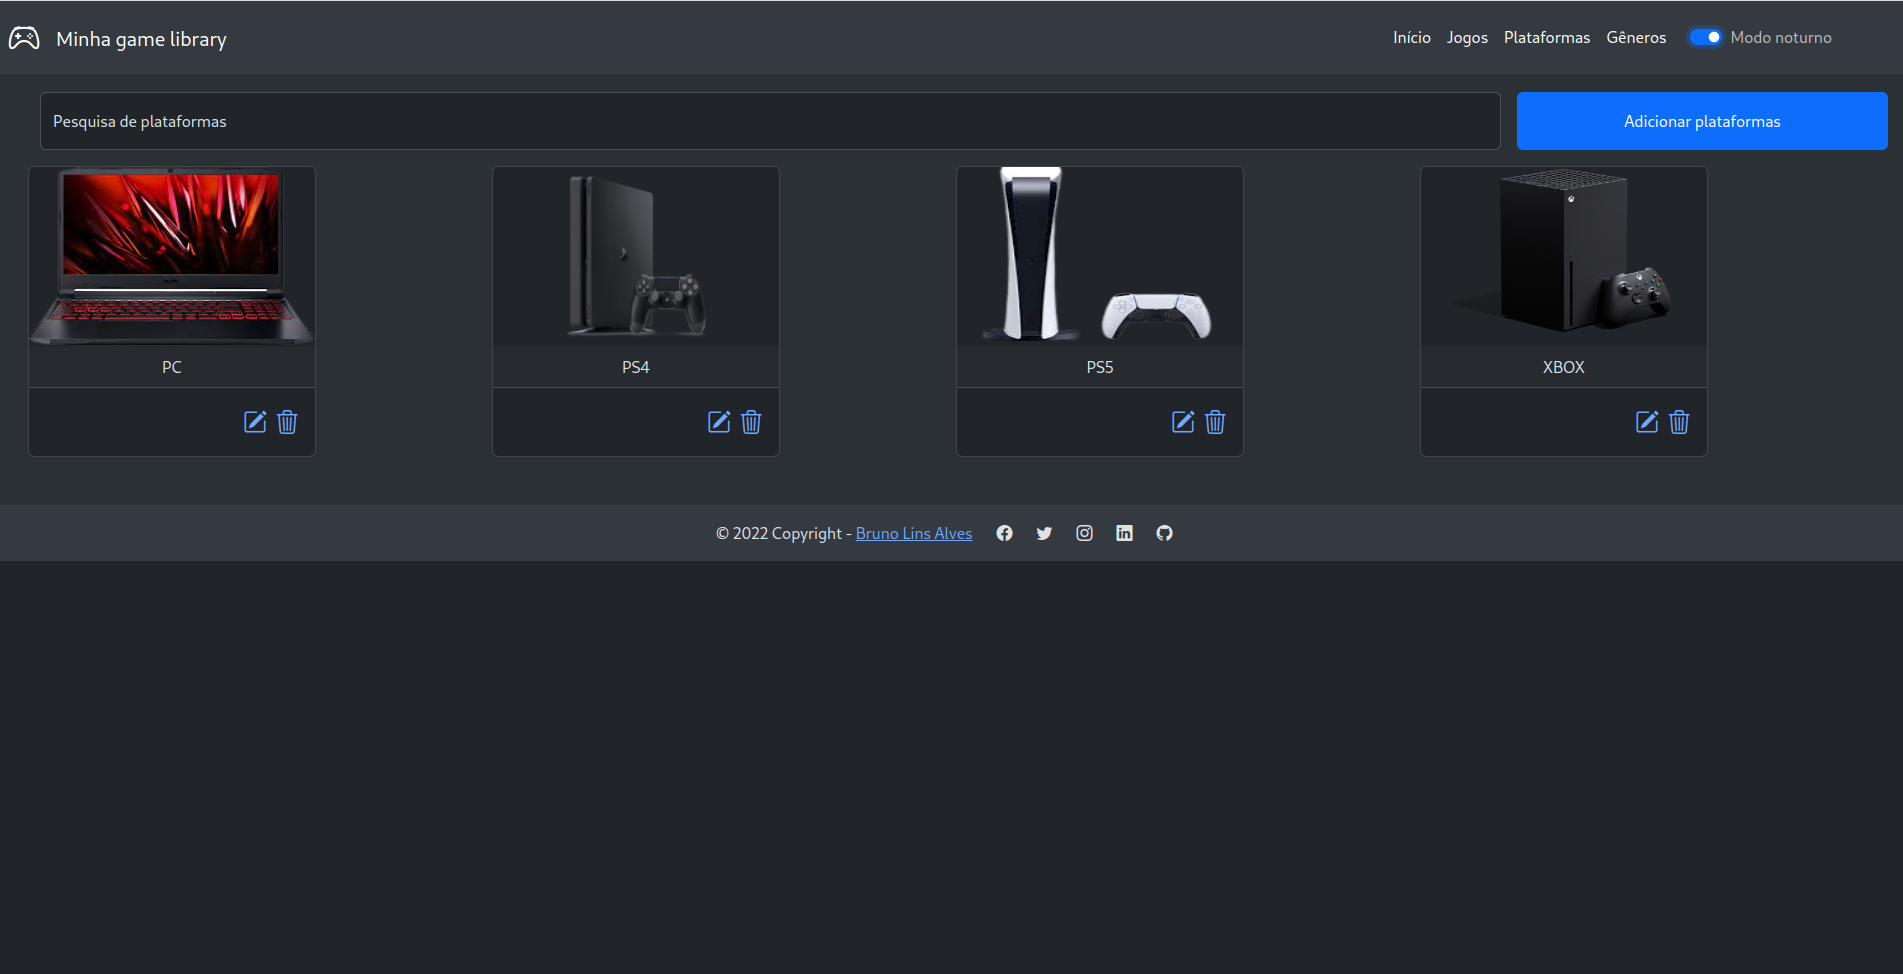 Minha game library
Início Jogos Plataformas Gêneros Modo noturno
Pesquisa de plataformas
Adicionar plataformas
PC
PS4
PS5
XBOX
© 2022 Copyright - Bruno Lins Alves